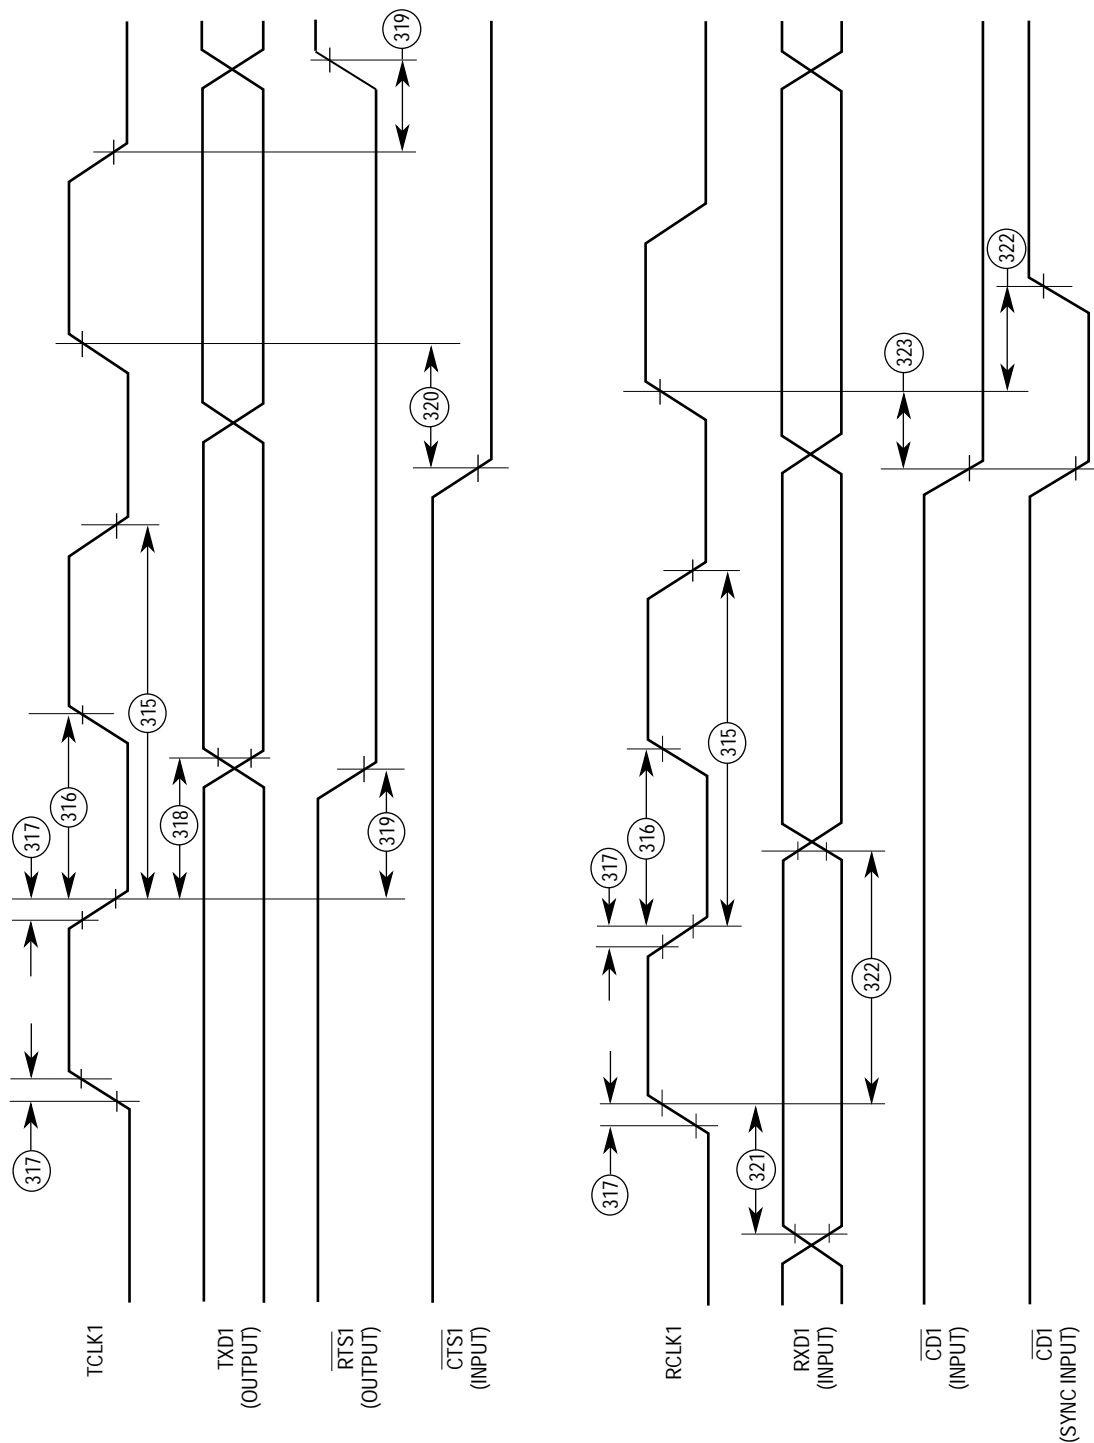 317
317
316
TCLK1
315
318
TXD1
(OUTPUT)
RTS1
(OUTPUT)
319
319
320
CTS1
(INPUT)
317
317
316
RCLK1
315
321
RXD1
(INPUT)
322
323
CD1
(INPUT)
322
CD1
(SYNC INPUT)